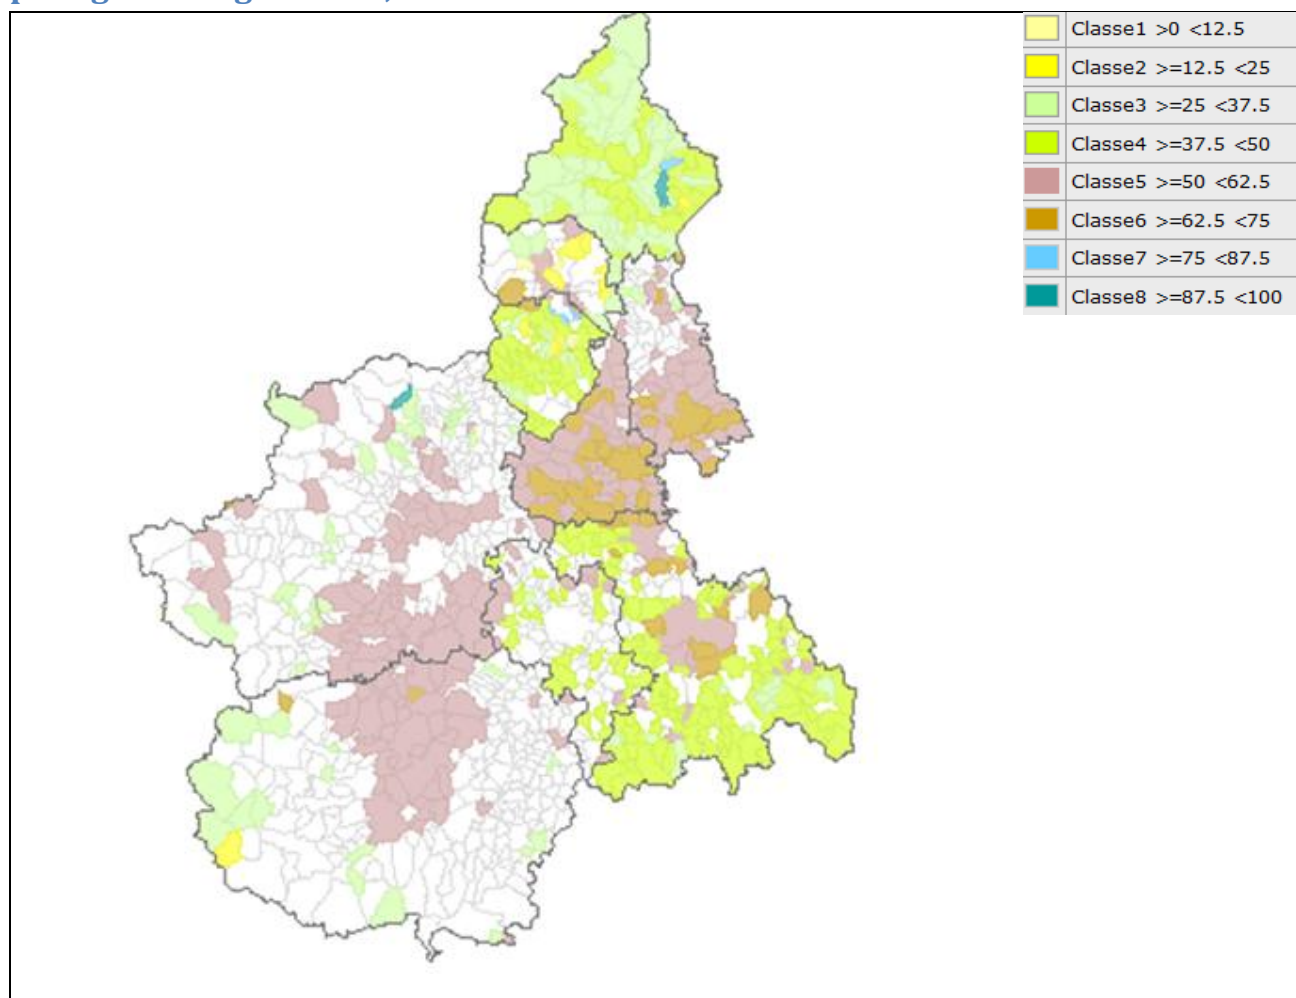 Classe1 >0 <12.5
Classe2 >=12.5 <25
Classe3 >=25 <37.5
Classe4 >=37.5 <50
Classe5 >=50 <62.5
Classe6 >=62.5 <75
Classe7 >=75 <87.5
Classe8 >=87.5 <100